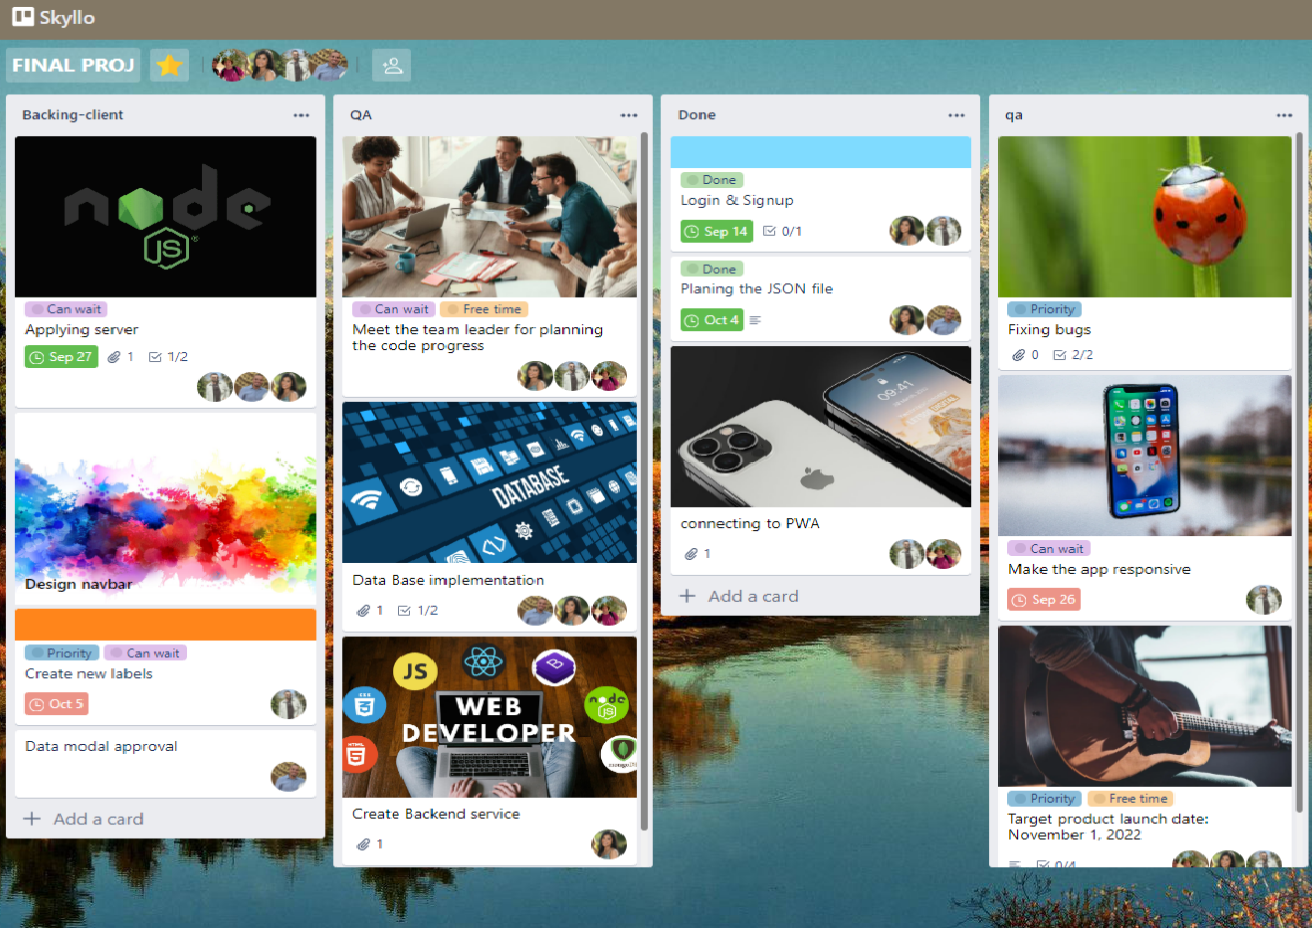 Skyllo
FINAL PROJ
Backing-client
node
JS
Can wait
Applying server
Sep 27 1 1/2
Design navbar
Priority Can wait
Create new labels
Oct 5
Data modal approval
+ Add a card
QA
Can wait Free time
Meet the team leader for planning
the code progress
DATABASE
Data Base implementation
1 1/2
JS
node
JS
WEB
DEVELOPER
Create Backend service
1
Done
Done
Login & Signup
Sep 14 0/1
Done
Planing the JSON file
Oct 4
09:41
connecting to PWA
1
+ Add a card
qa
Priority
Fixing bugs
0 2/2
Can wait
Make the app responsive
Sep 26
Priority Free time
Target product launch date:
November 1, 2022
0/4